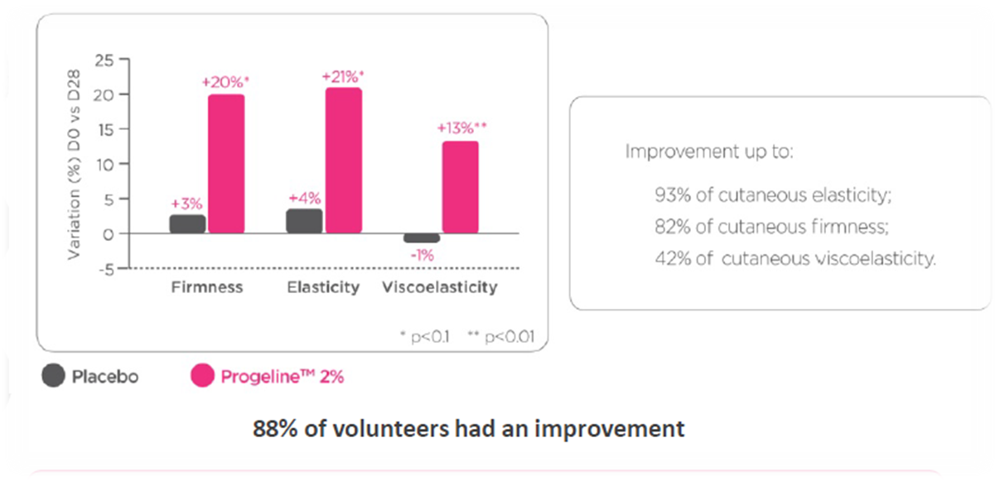 Variation (%) D0 vs D28
25
20
15
10
5
0
-5
+3%
+20%*
+4%
+21%*
-1%
+13%**
Firmness
Elasticity
Viscoelasticity
* p<0.1 ** p<0.01
Placebo
Progeline™ 2%
Improvement up to:
93% of cutaneous elasticity;
82% of cutaneous firmness;
42% of cutaneous viscoelasticity.
88% of volunteers had an improvement